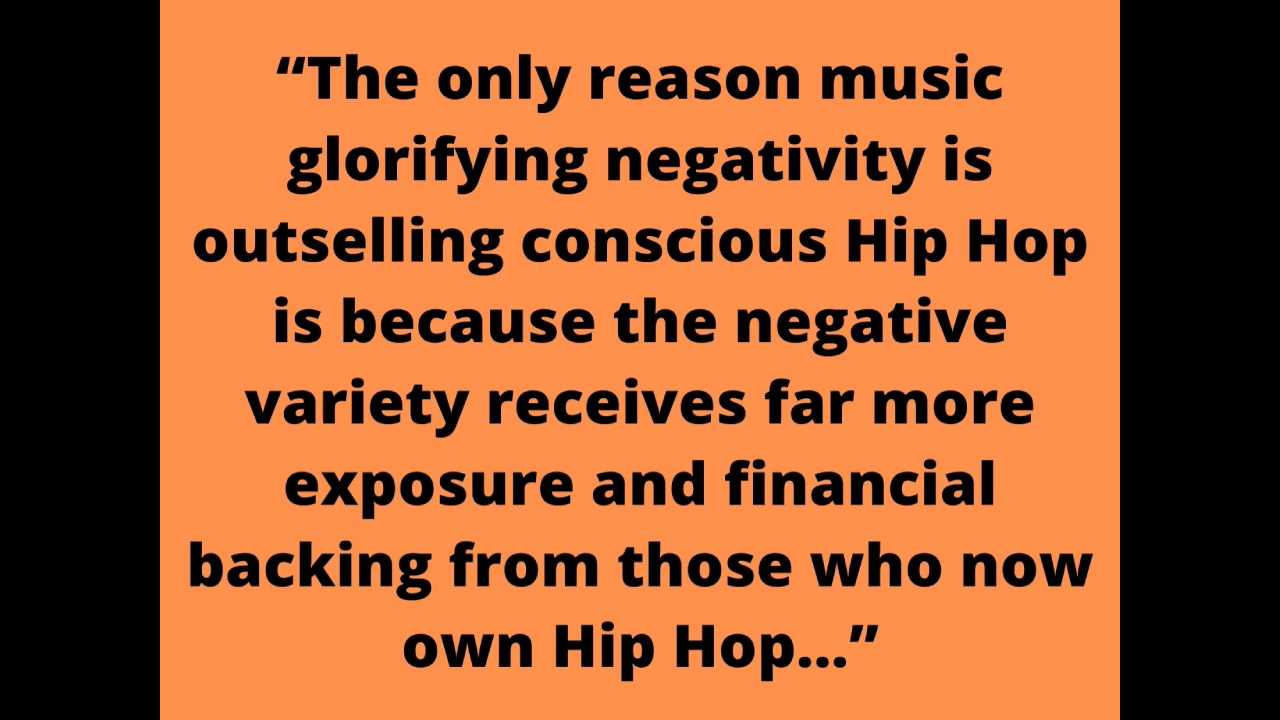 “The only reason music
glorifying negativity is
outselling conscious Hip Hop
is because the negative
variety receives far more
exposure and financial
backing from those who now
own Hip Hop...”